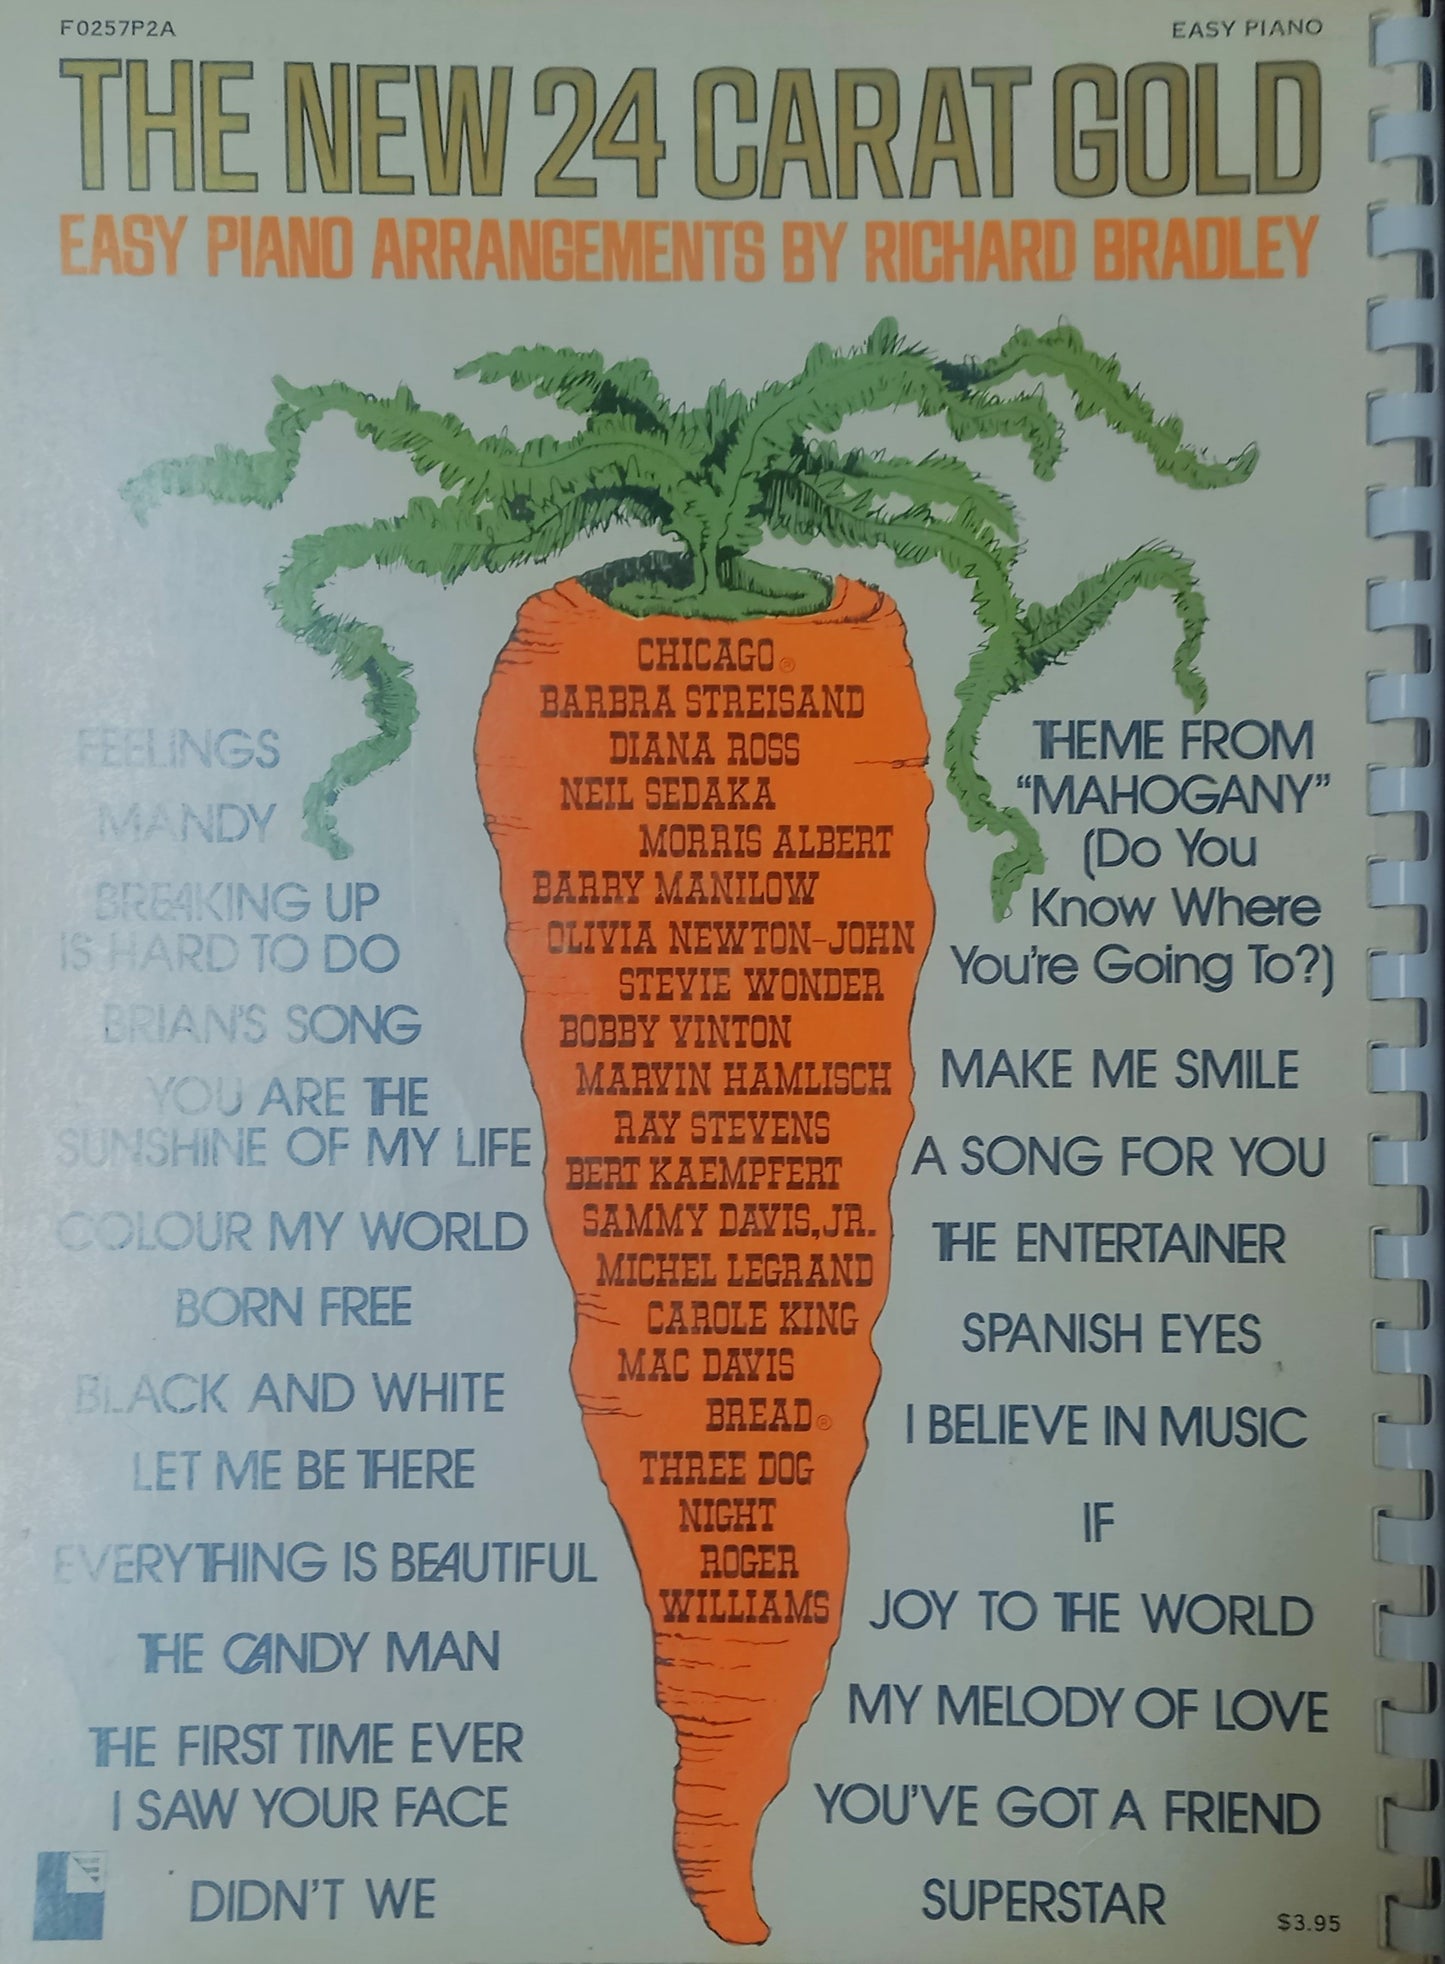 F0257P2A
EASY PIANO
THE NEW 24 CARAT GOLD
EASY PIANO ARRANGEMENTS BY RICHARD BRADLEY
CHICAGO®
BARBRA STREISAND
DIANA ROSS
NEIL SEDAKA
MORRIS ALBERT
BARRY MANILOW
OLIVIA NEWTON-JOHN
STEVIE WONDER
BOBBY VINTON
MARVIN HAMLISCH
RAY STEVENS
BERT KAEMPFERT
SAMMY DAVIS, JR.
MICHEL LEGRAND
CAROLE KING
MAC DAVIS
BREAD®
THREE DOG
NIGHT
ROGER
WILLIAMS
FEELINGS
MANDY
BREAKING UP
IS HARD TO DO
BRIAN'S SONG
YOU ARE THE
SUNSHINE OF MY LIFE
COLOUR MY WORLD
BORN FREE
BLACK AND WHITE
LET ME BE THERE
EVERYTHING IS BEAUTIFUL
THE CANDY MAN
THE FIRST TIME EVER
I SAW YOUR FACE
DIDN'T WE
THEME FROM
“MAHOGANY”
(Do You
Know Where
You're Going To?)
MAKE ME SMILE
A SONG FOR YOU
THE ENTERTAINER
SPANISH EYES
I BELIEVE IN MUSIC
IF
JOY TO THE WORLD
MY MELODY OF LOVE
YOU'VE GOT A FRIEND
SUPERSTAR
$3.95